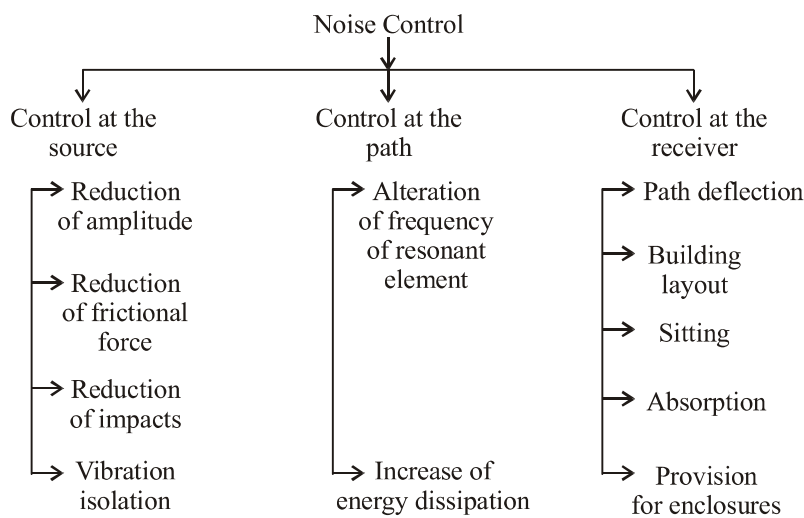 Noise Control
Control at the
source
Reduction
of amplitude
Reduction
of frictional
force
Reduction
of impacts
Vibration
isolation
Control at the
path
Alteration
of frequency
of resonant
element
Increase of
energy dissipation
Control at the
receiver
Path deflection
Building
layout
Sitting
Absorption
Provision
for enclosures